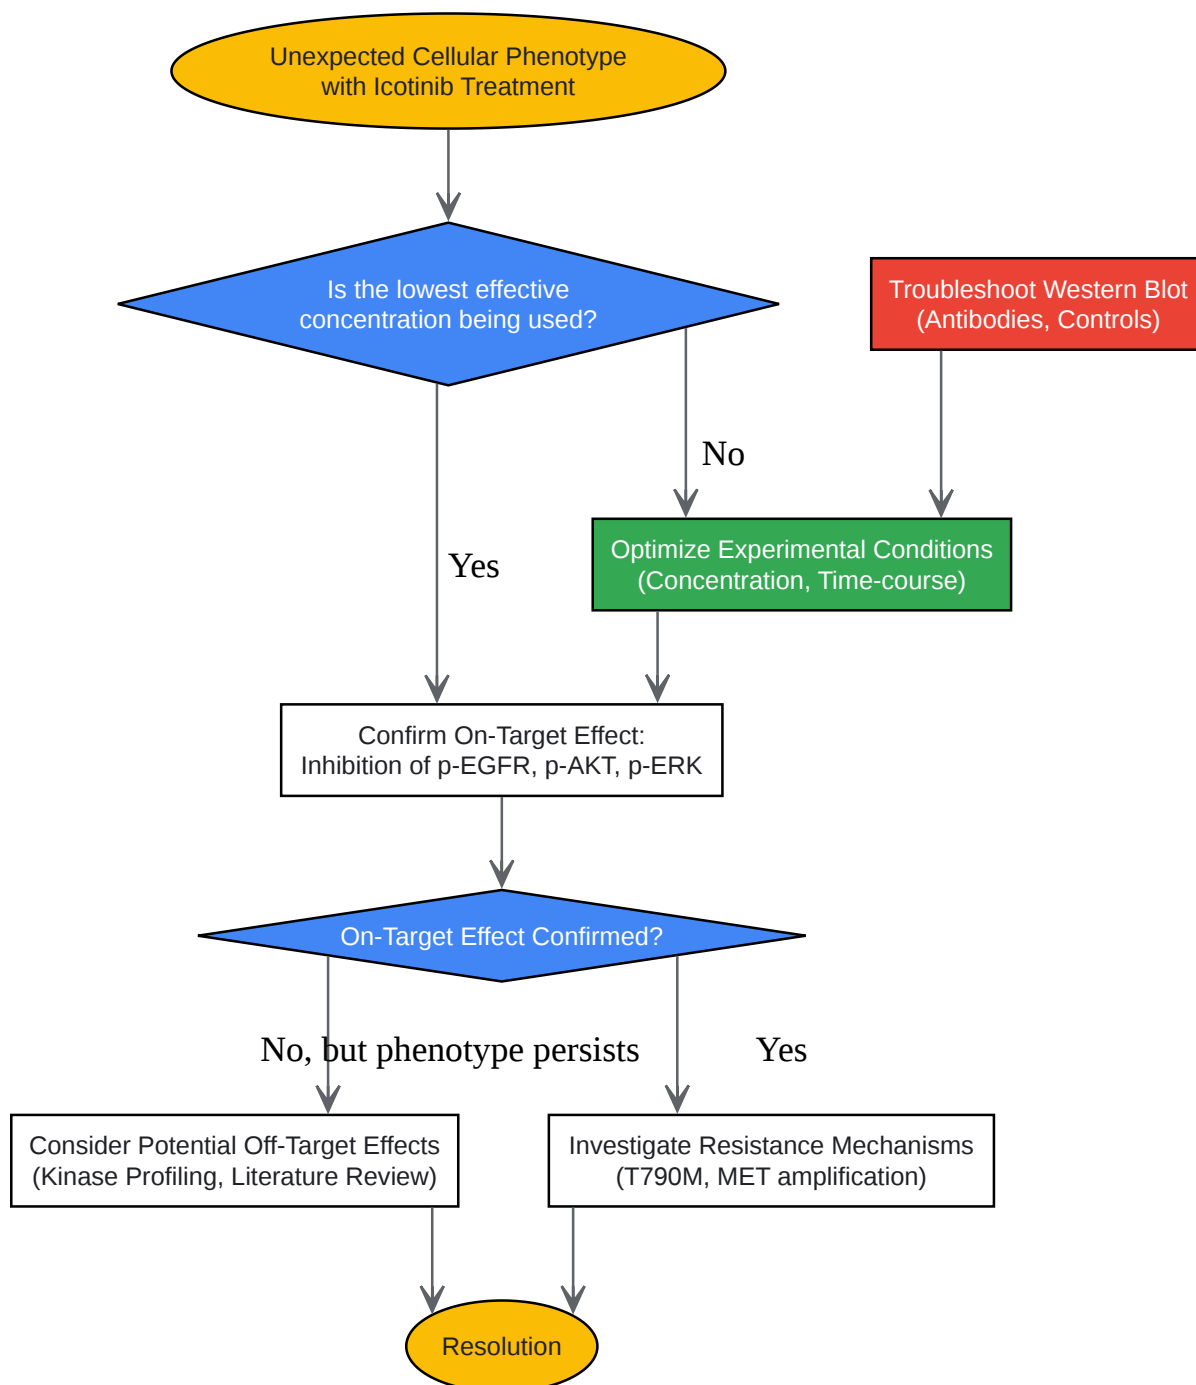 Unexpected Cellular Phenotype
with Icotinib Treatment
Is the lowest effective
concentration being used?
Troubleshoot Western Blot
(Antibodies, Controls)
No
Yes
Optimize Experimental Conditions
(Concentration, Time-course)
Confirm On-Target Effect:
Inhibition of p-EGFR, p-AKT, p-ERK
On-Target Effect Confirmed?
No, but phenotype persists
Yes
Consider Potential Off-Target Effects
(Kinase Profiling, Literature Review)
Investigate Resistance Mechanisms
(T790M, MET amplification)
Resolution